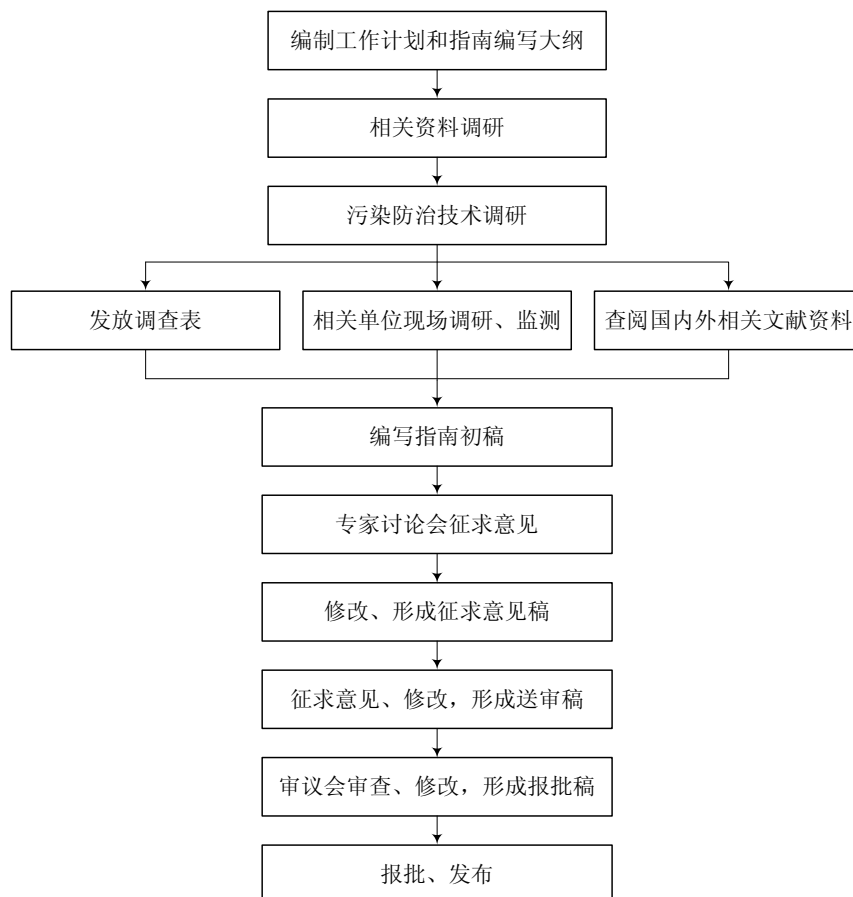 编制工作计划和指南编写大纲
相关资料调研
污染防治技术调研
发放调查表
相关单位现场调研、监测
查阅国内外相关文献资料
编写指南初稿
专家讨论会征求意见
修改、形成征求意见稿
征求意见、修改，形成送审稿
审议会审查、修改，形成报批稿
报批、发布